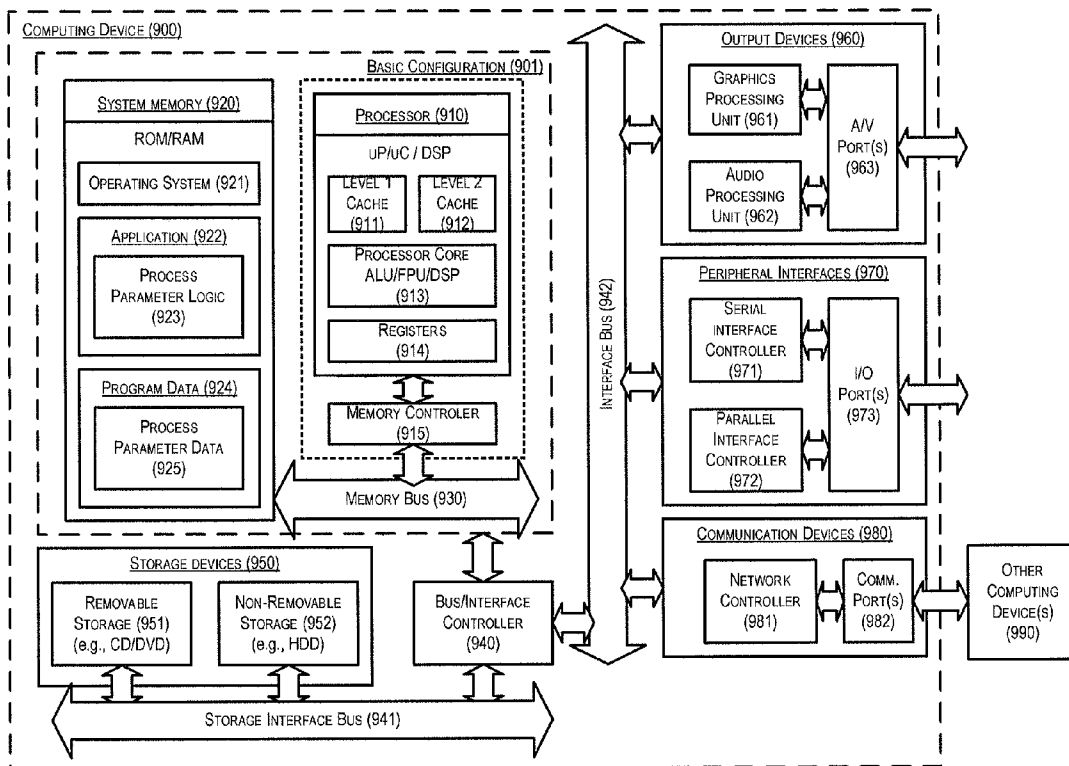 COMPUTING DEVICE (900)
BASIC CONFIGURATION (901)
SYSTEM MEMORY (920)
ROM/RAM
OPERATING SYSTEM (921)
APPLICATION (922)
PROCESS
PARAMETER LOGIC
(923)
PROGRAM DATA (924)
PROCESS
PARAMETER DATA
(925)
PROCESSOR (910)
uP/uC / DSP
LEVEL 1
CACHE
(911)
LEVEL 2
CACHE
(912)
PROCESSOR CORE
ALU/FPU/DSP
(913)
REGISTERS
(914)
MEMORY CONTROLER
(915)
MEMORY BUS (930)
STORAGE DEVICES (950)
REMOVABLE
STORAGE (951)
(e.g., CD/DVD)
NON-REMOVABLE
STORAGE (952)
(e.g., HDD)
BUS/INTERFACE
CONTROLLER
(940)
STORAGE INTERFACE BUS (941)
INTERFACE BUS (942)
OUTPUT DEVICES (960)
GRAPHICS
PROCESSING
UNIT (961)
AUDIO
PROCESSING
UNIT (962)
A/V
PORT(S)
(963)
PERIPHERAL INTERFACES (970)
SERIAL
INTERFACE
CONTROLLER
(971)
PARALLEL
INTERFACE
CONTROLLER
(972)
I/O
PORT(S)
(973)
COMMUNICATION DEVICES (980)
NETWORK
CONTROLLER
(981)
COMM.
PORT(S)
(982)
OTHER
COMPUTING
DEVICE(S)
(990)